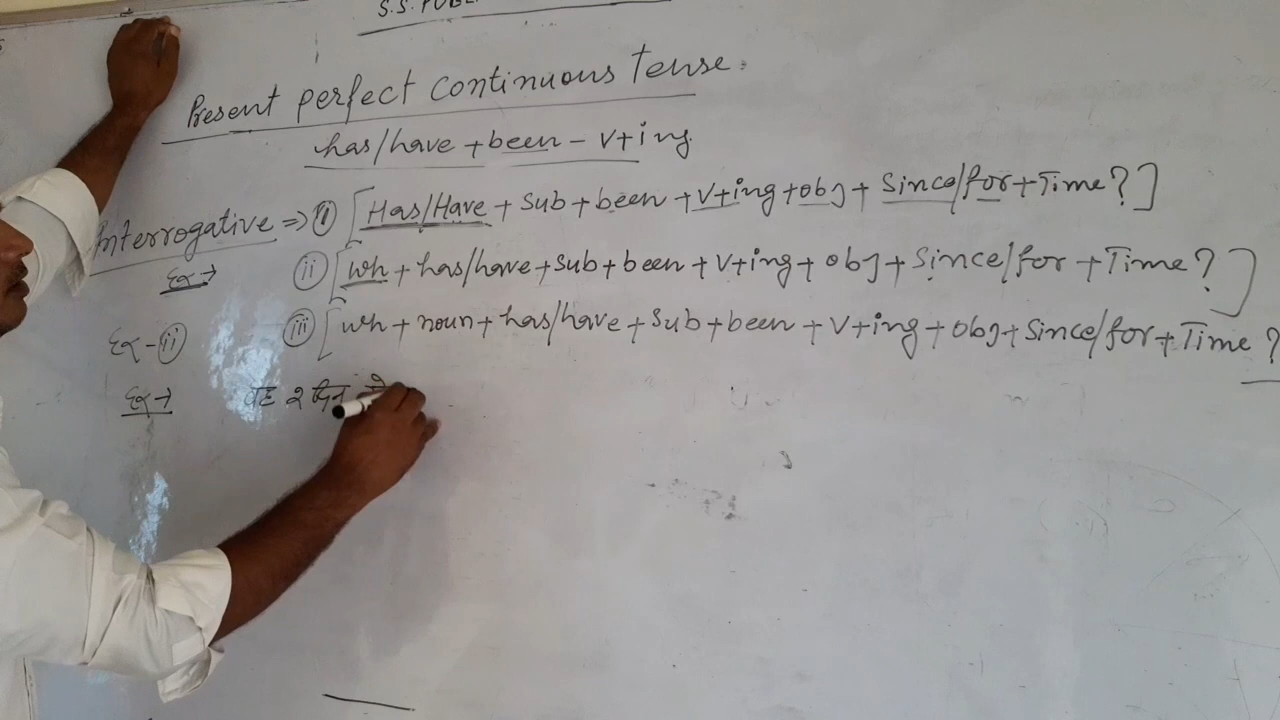 S.S. PUBL
Present perfect continuous tense.
has/have + been - v+ing
Interrogative => (i) [Has/Have + Sub + been + v+ing + obj + Since/for + Time?]
Ex → (ii) [wh + has/have + sub + been + v+ing + obj + Since/for + Time?]
Ex-(ii) (iii) [wh + noun + has/have + Sub + been + v+ing + obj + Since/for + Time?
Ex → वह २ दिन से